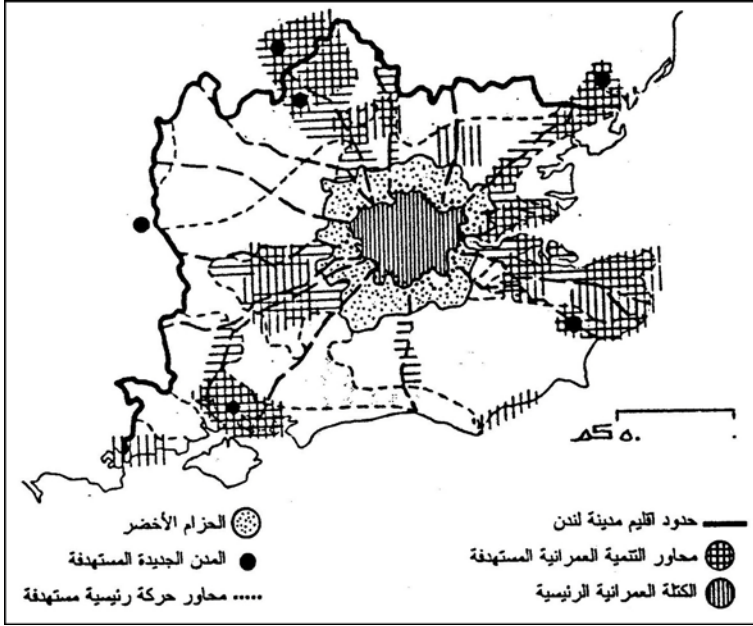 ٥٠ كم
حدود اقليم مدينة لندن
محاور التنمية العمرانية المستهدفة
الكتلة العمرانية الرئيسية
الحزام الأخضر
المدن الجديدة المستهدفة
محاور حركة رئيسية مستهدفة